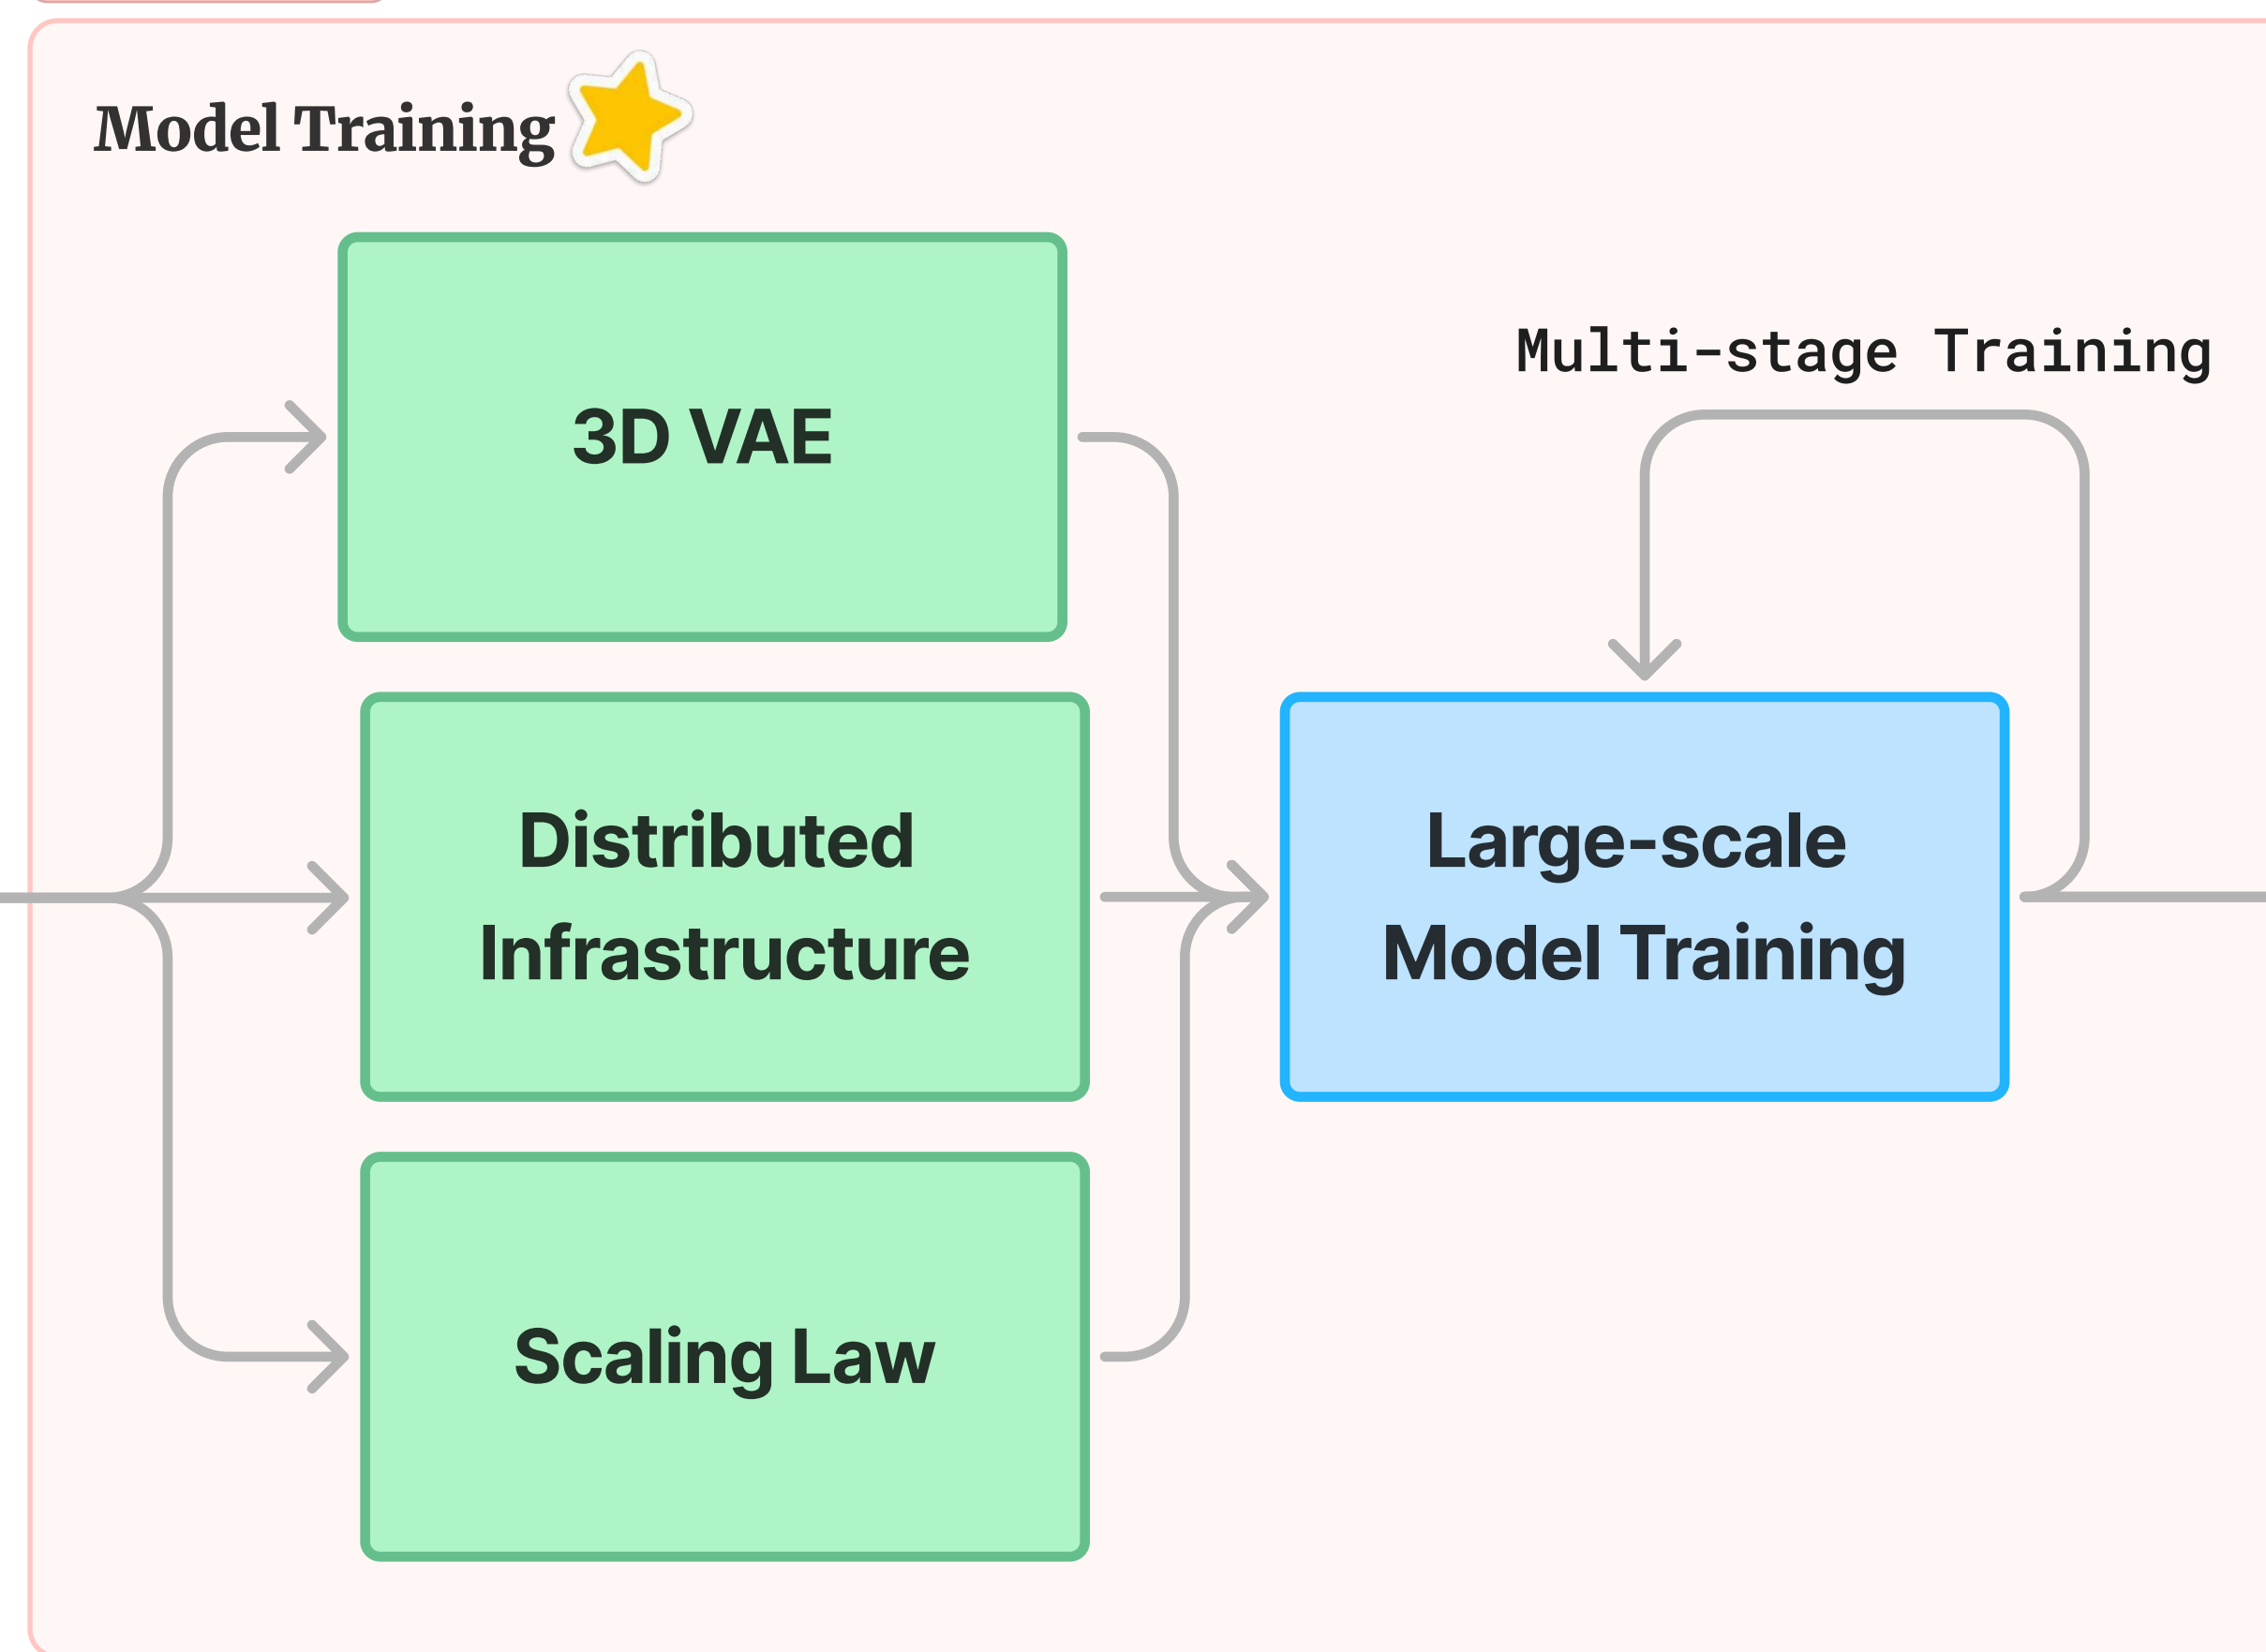 Model Training
3D VAE
Multi-stage Training
Distributed
Infrastructure
Large-scale
Model Training
Scaling Law